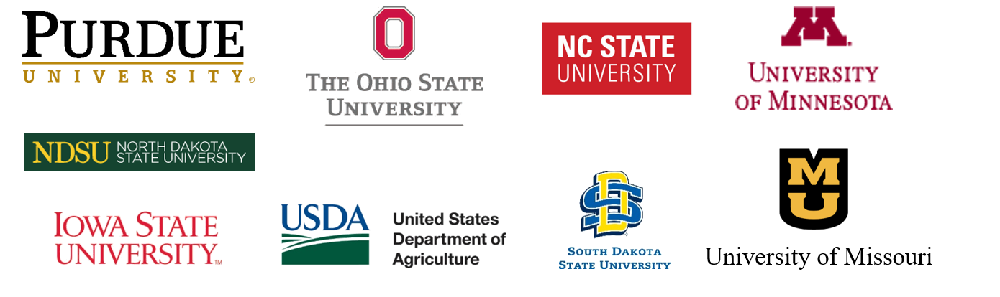 PURDUE
UNIVERSITY®
O
THE OHIO STATE
UNIVERSITY
NC STATE
UNIVERSITY
M.
UNIVERSITY
OF MINNESOTA
NDSU NORTH DAKOTA
STATE UNIVERSITY
IOWA STATE
UNIVERSITY™
USDA
United States
Department of
Agriculture
SD
SOUTH DAKOTA
STATE UNIVERSITY
M
U
University of Missouri